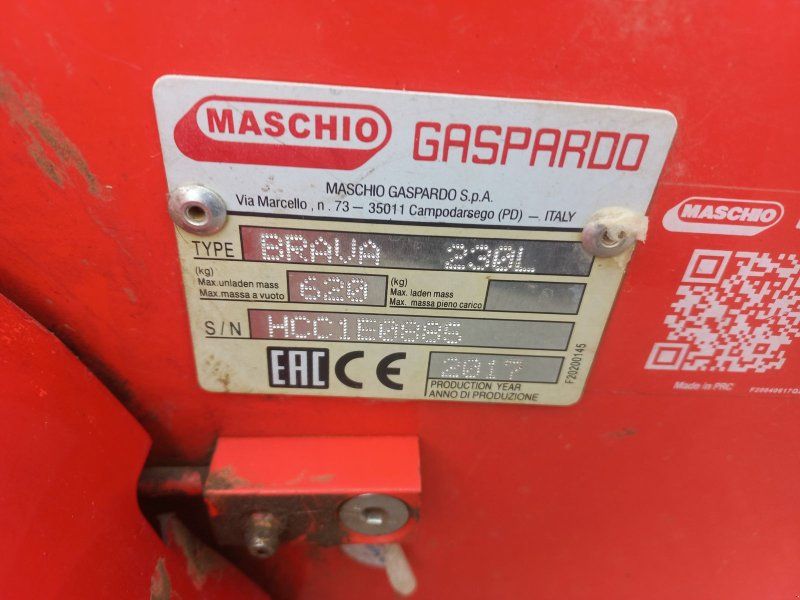 MASCHIO GASPARDO
MASCHIO GASPARDO S.p.A.
Via Marcello , n . 73 – 35011 Campodarsego (PD) – ITALY
TYPE BRAVA 230L
(kg)
Max.unladen mass
Max.massa a vuoto
620
(kg)
Max. laden mass
Max. massa pieno carico
S/N
EAC CE
2017
PRODUCTION YEAR
ANNO DI PRODUZIONE
F20200145
MASCHIO
Made in PRC